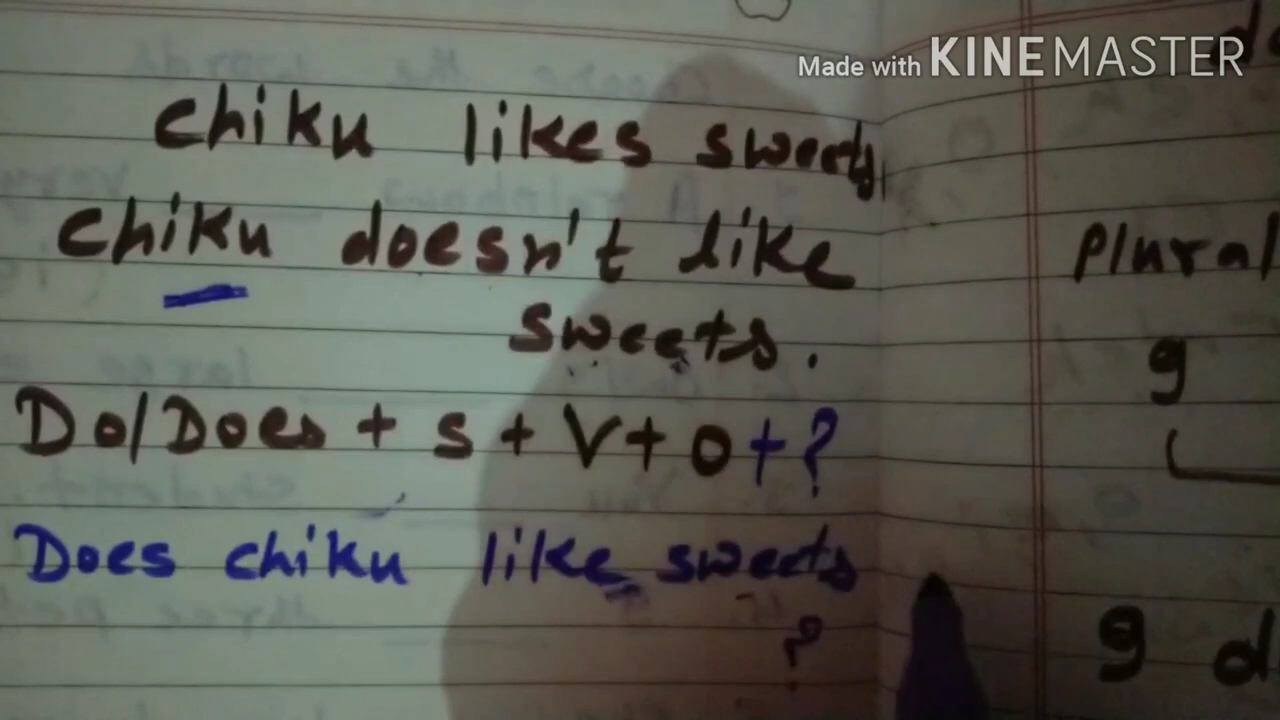 Made with KINEMASTER
chiku likes sweets
chiku doesn't like
sweets.
Do/Does + s + v + o + ?
Does chiku like sweets
?
Plural
g
g d